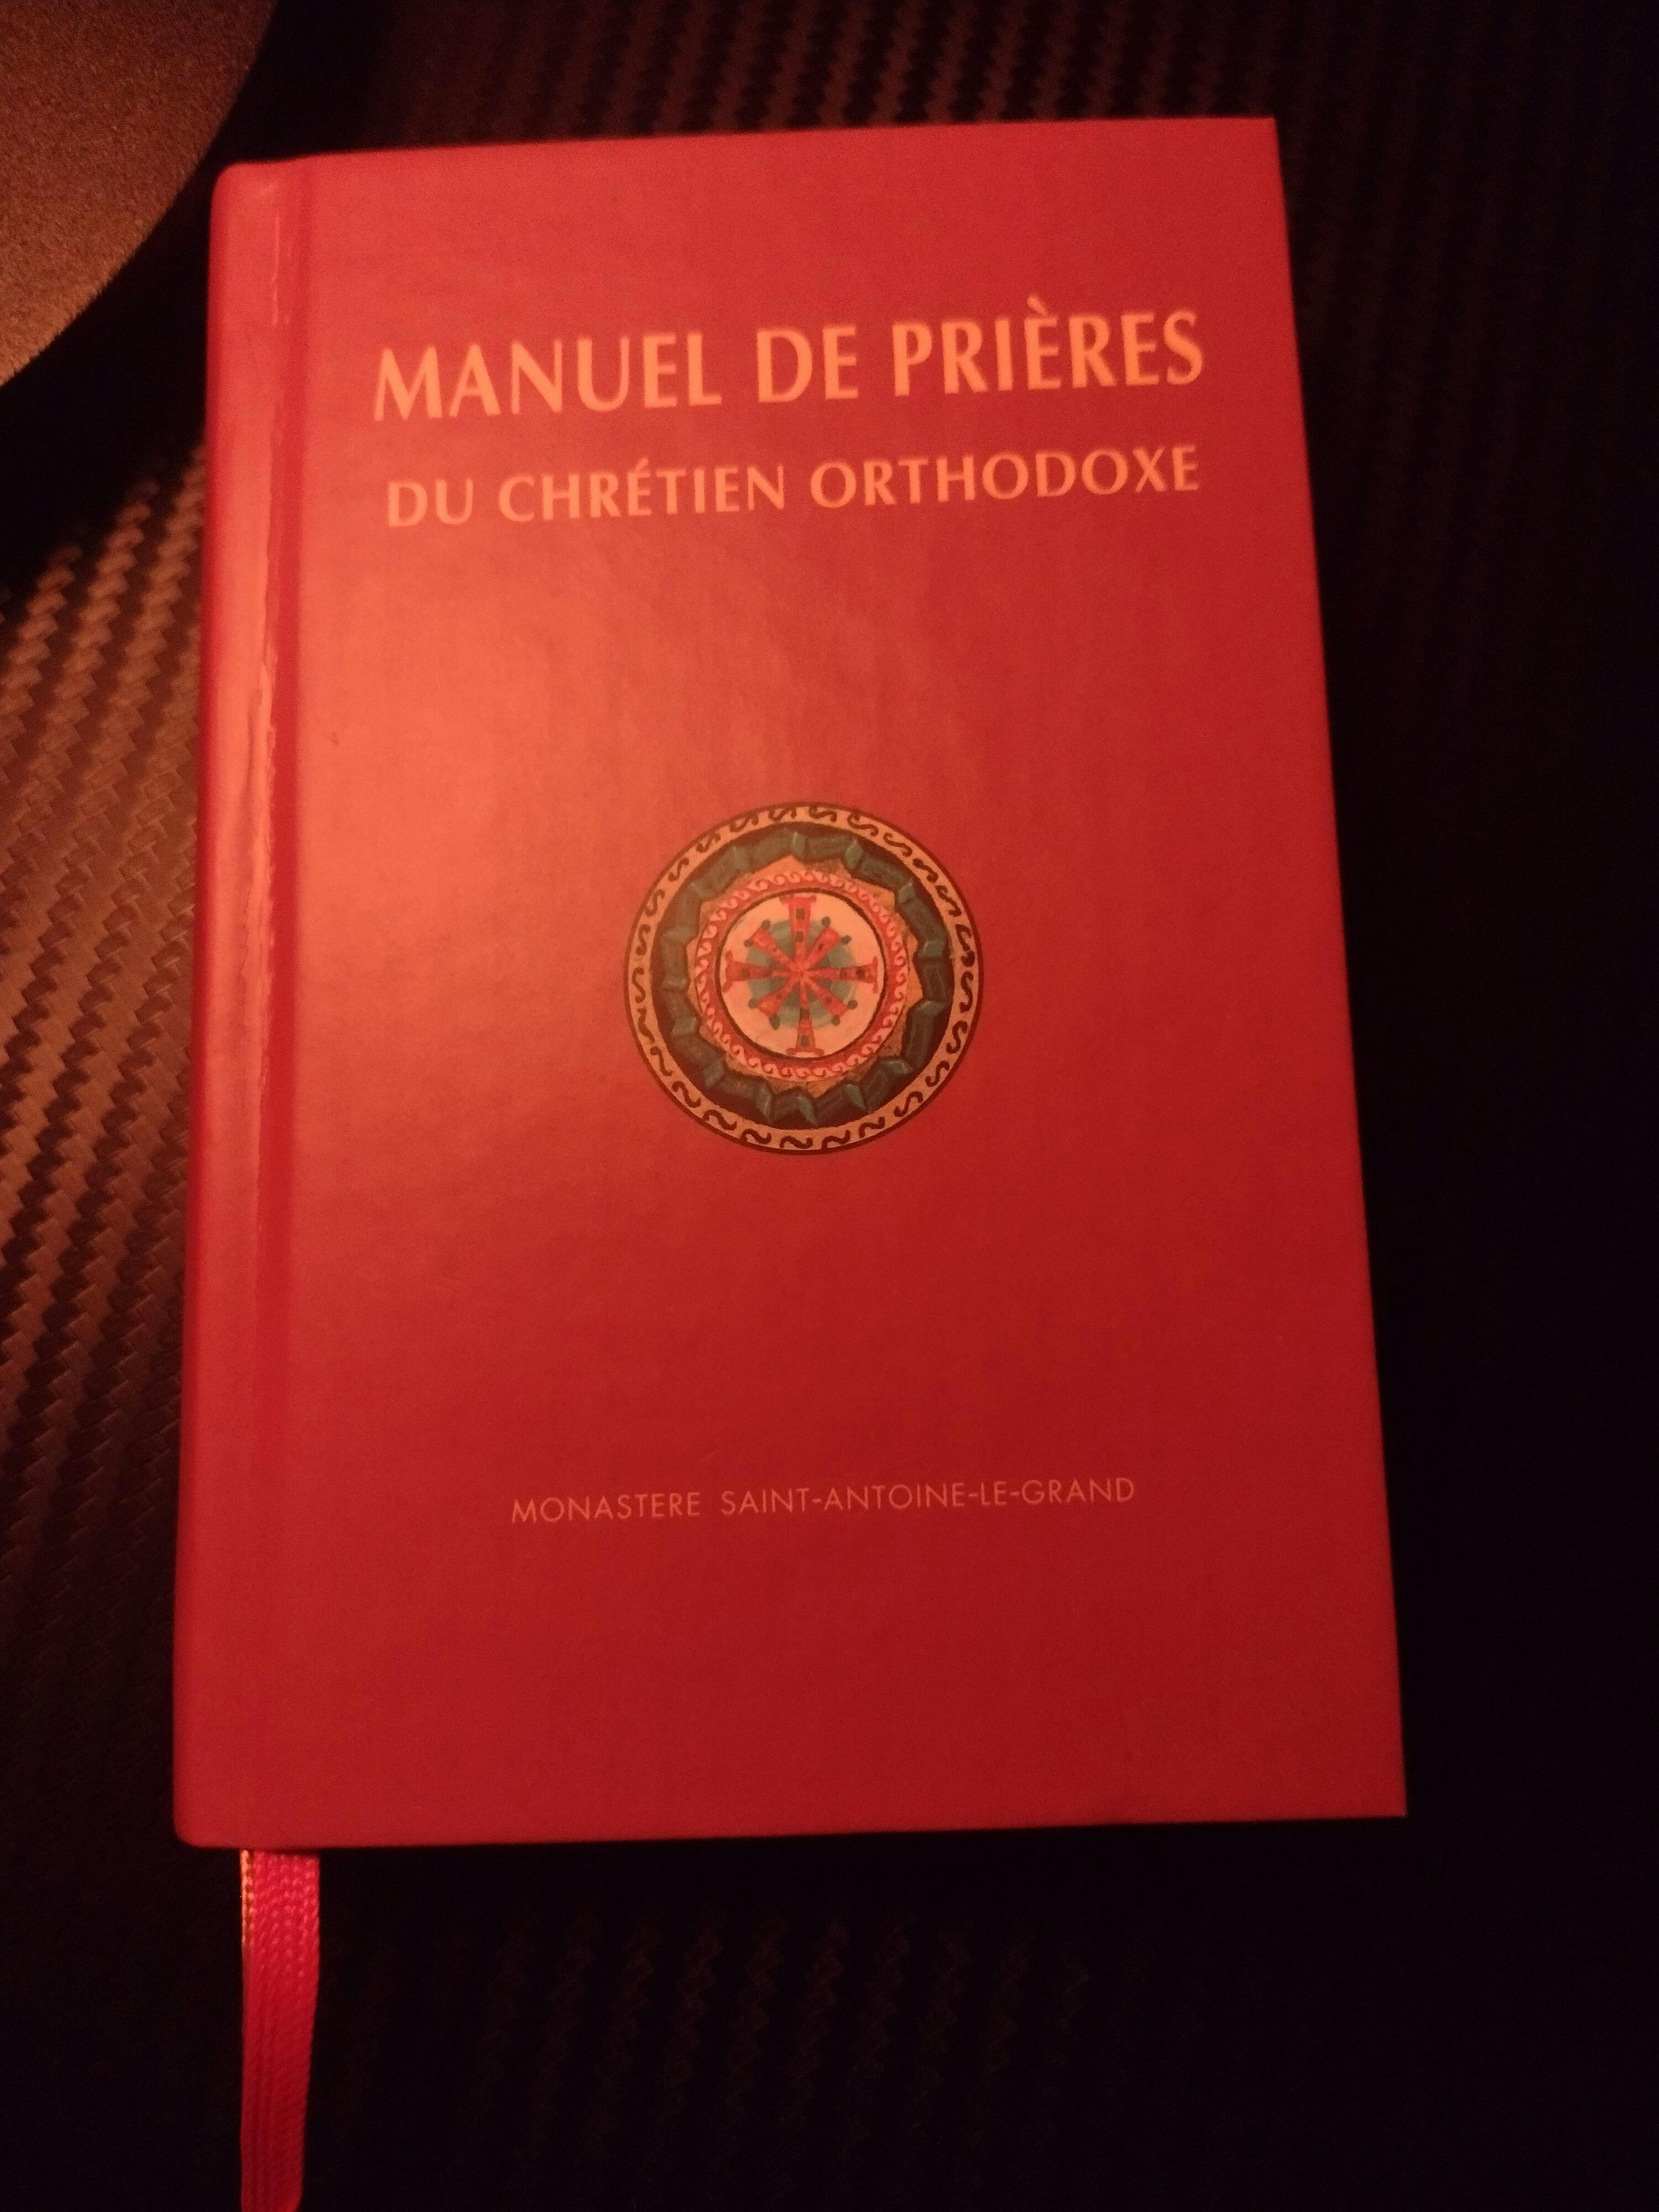 MANUEL DE PRIÈRES
DU CHRÉTIEN ORTHODOXE
MONASTERE SAINT-ANTOINE-LE-GRAND